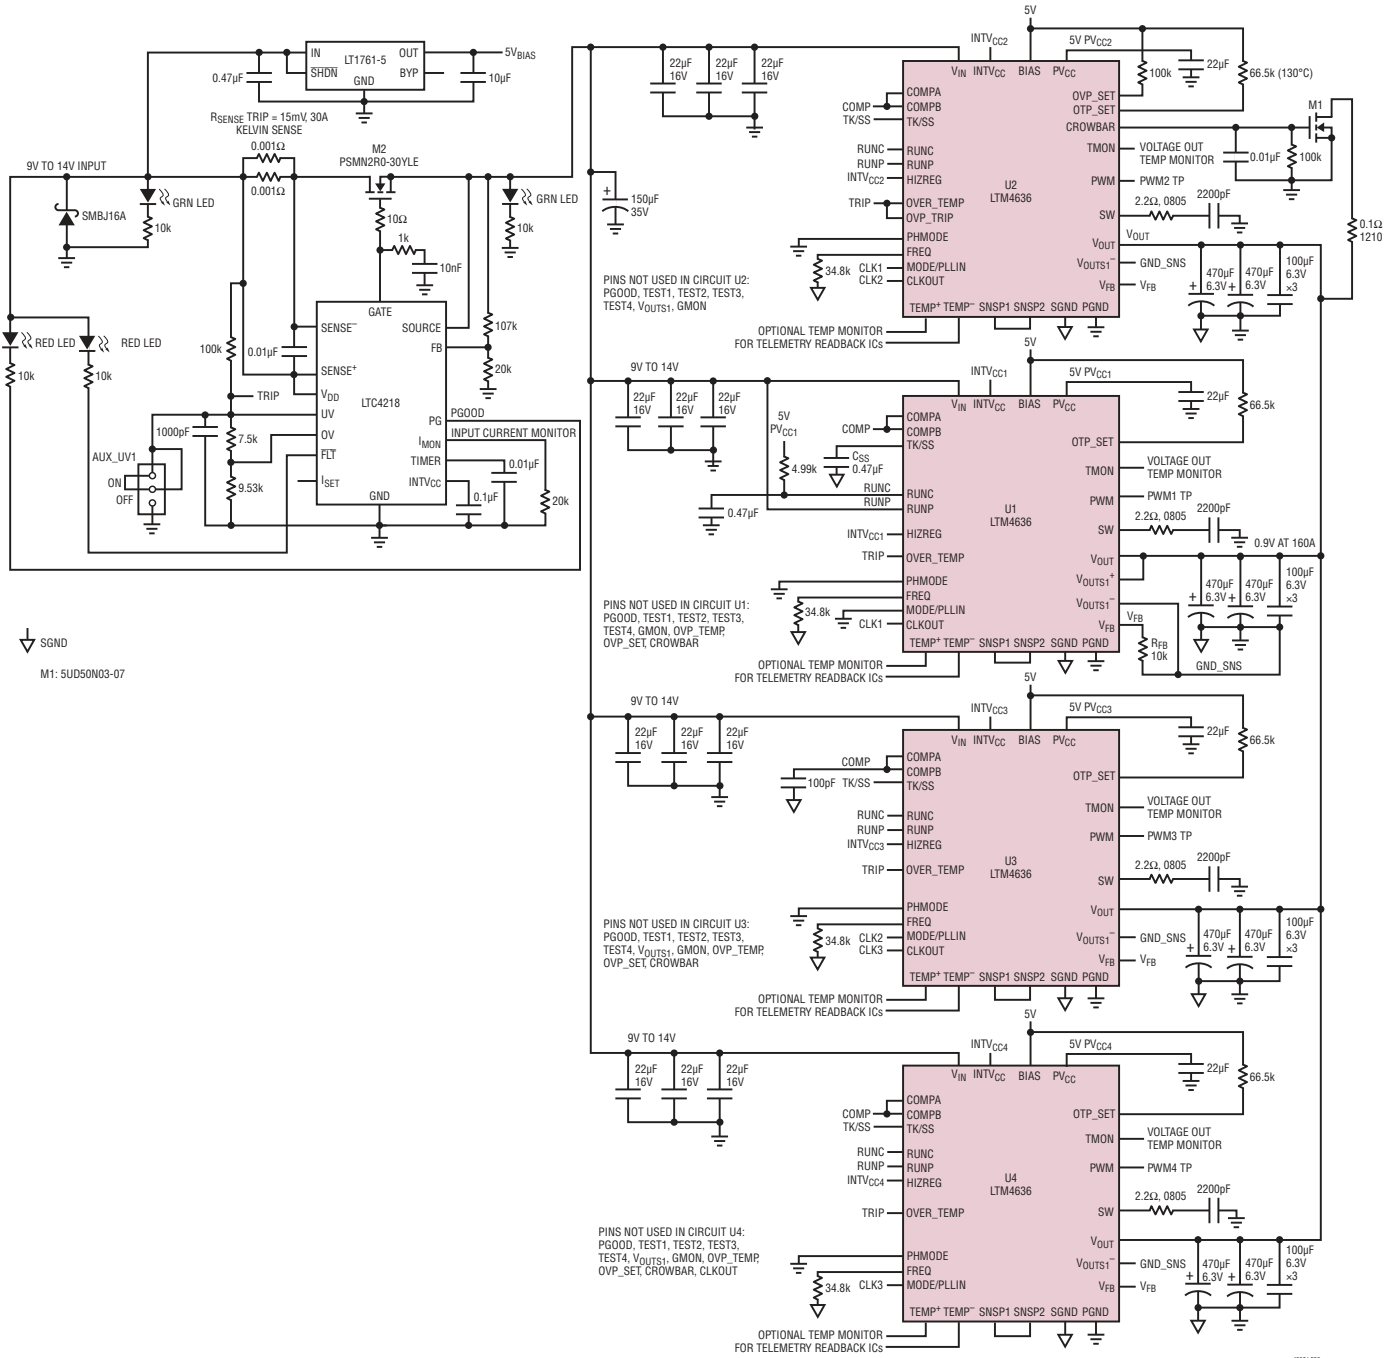 IN
LT1761-5
OUT
5VBIAS
SHDN
GND
BYP
0.47µF
10µF
RSENSE TRIP = 15mV, 30A
KELVIN SENSE
0.001Ω
M2
PSMN2R0-30YLE
9V TO 14V INPUT
0.001Ω
SMBJ16A
GRN LED
10k
10Ω
1k
10nF
GRN LED
10k
RED LED
RED LED
10k
10k
100k
0.01µF
GATE
SENSE–
SOURCE
FB
SENSE+
VDD
LTC4218
UV
PG
OV
IMON
FLT
TIMER
ISET
INTVCC
GND
107k
20k
TRIP
1000pF
7.5k
9.53k
AUX_UV1
ON
OFF
PGOOD
INPUT CURRENT MONITOR
0.01µF
0.1µF
20k
SGND
M1: 5UD50N03-07
22µF
16V
22µF
16V
22µF
16V
150µF
35V
INTVCC2
5V
5V PVCC2
22µF
100k
66.5k (130°C)
M1
VIN INTVCC BIAS PVCC
COMPA
COMP
COMPB
TK/SS
TK/SS
RUNC
RUNC
RUNP
RUNP
INTVCC2
HIZREG
TRIP
OVER_TEMP
OVP_TRIP
PHMODE
FREQ
34.8k
CLK1
MODE/PLLIN
CLK2
CLKOUT
U2
LTM4636
OVP_SET
OTP_SET
CROWBAR
TMON
VOLTAGE OUT
TEMP MONITOR
0.01µF
100k
PWM
PWM2 TP
SW
2.2Ω, 0805
2200pF
VOUT
VOUT
VOUTS1–
GND_SNS
VFB
VFB
470µF
6.3V
470µF
6.3V
100µF
6.3V
×3
0.1Ω
1210
TEMP+ TEMP– SNSP1 SNSP2 SGND PGND
PINS NOT USED IN CIRCUIT U2:
PGOOD, TEST1, TEST2, TEST3,
TEST4, VOUTS1, GMON
OPTIONAL TEMP MONITOR
FOR TELEMETRY READBACK ICs
9V TO 14V
22µF
16V
22µF
16V
22µF
16V
INTVCC1
5V
5V PVCC1
22µF
66.5k
VIN INTVCC BIAS PVCC
COMPA
COMP
COMPB
TK/SS
5V
PVCC1
4.99k
CSS
0.47µF
RUNC
RUNC
RUNP
RUNP
0.47µF
INTVCC1
HIZREG
TRIP
OVER_TEMP
PHMODE
FREQ
34.8k
MODE/PLLIN
CLK1
CLKOUT
U1
LTM4636
OTP_SET
TMON
VOLTAGE OUT
TEMP MONITOR
PWM
PWM1 TP
SW
2.2Ω, 0805
2200pF
0.9V AT 160A
VOUT
VOUTS1+
VOUTS1–
VFB
VFB
RFB
10k
GND_SNS
470µF
6.3V
470µF
6.3V
100µF
6.3V
×3
TEMP+ TEMP– SNSP1 SNSP2 SGND PGND
PINS NOT USED IN CIRCUIT U1:
PGOOD, TEST1, TEST2, TEST3,
TEST4, GMON, OVP_TEMP,
OVP_SET, CROWBAR
OPTIONAL TEMP MONITOR
FOR TELEMETRY READBACK ICs
9V TO 14V
22µF
16V
22µF
16V
22µF
16V
INTVCC3
5V
5V PVCC3
22µF
66.5k
VIN INTVCC BIAS PVCC
COMPA
COMP
COMPB
100pF
TK/SS
TK/SS
RUNC
RUNC
RUNP
RUNP
INTVCC3
HIZREG
TRIP
OVER_TEMP
PHMODE
FREQ
34.8k
CLK2
MODE/PLLIN
CLK3
CLKOUT
U3
LTM4636
OTP_SET
TMON
VOLTAGE OUT
TEMP MONITOR
PWM
PWM3 TP
SW
2.2Ω, 0805
2200pF
VOUT
VOUTS1–
GND_SNS
VFB
VFB
470µF
6.3V
470µF
6.3V
100µF
6.3V
×3
TEMP+ TEMP– SNSP1 SNSP2 SGND PGND
PINS NOT USED IN CIRCUIT U3:
PGOOD, TEST1, TEST2, TEST3,
TEST4, VOUTS1, GMON, OVP_TEMP,
OVP_SET, CROWBAR
OPTIONAL TEMP MONITOR
FOR TELEMETRY READBACK ICs
9V TO 14V
22µF
16V
22µF
16V
22µF
16V
INTVCC4
5V
5V PVCC4
22µF
66.5k
VIN INTVCC BIAS PVCC
COMPA
COMP
COMPB
TK/SS
TK/SS
RUNC
RUNC
RUNP
RUNP
INTVCC4
HIZREG
TRIP
OVER_TEMP
PHMODE
FREQ
34.8k
CLK3
MODE/PLLIN
U4
LTM4636
OTP_SET
TMON
VOLTAGE OUT
TEMP MONITOR
PWM
PWM4 TP
SW
2.2Ω, 0805
2200pF
VOUT
VOUTS1–
GND_SNS
VFB
VFB
470µF
6.3V
470µF
6.3V
100µF
6.3V
×3
TEMP+ TEMP– SNSP1 SNSP2 SGND PGND
PINS NOT USED IN CIRCUIT U4:
PGOOD, TEST1, TEST2, TEST3,
TEST4, VOUTS1, GMON, OVP_TEMP,
OVP_SET, CROWBAR, CLKOUT
OPTIONAL TEMP MONITOR
FOR TELEMETRY READBACK ICs